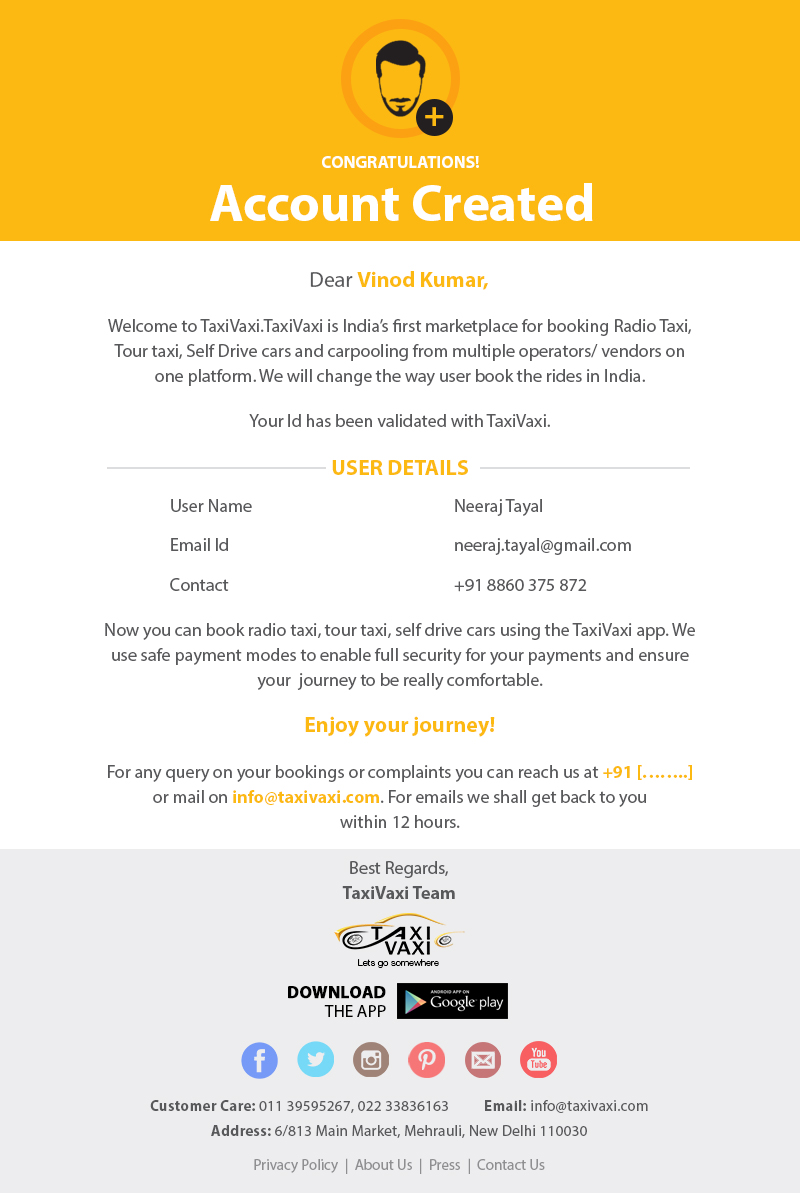 CONGRATULATIONS!
Account Created
Dear Vinod Kumar,
Welcome to TaxiVaxi.TaxiVaxi is India’s first marketplace for booking Radio Taxi,
Tour taxi, Self Drive cars and carpooling from multiple operators/ vendors on
one platform. We will change the way user book the rides in India.
Your Id has been validated with TaxiVaxi.
USER DETAILS
User Name Neeraj Tayal
Email Id neeraj.tayal@gmail.com
Contact +91 8860 375 872
Now you can book radio taxi, tour taxi, self drive cars using the TaxiVaxi app. We
use safe payment modes to enable full security for your payments and ensure
your  journey to be really comfortable.
Enjoy your journey!
For any query on your bookings or complaints you can reach us at +91 [……..]
or mail on info@taxivaxi.com. For emails we shall get back to you
within 12 hours.
Best Regards,
TaxiVaxi Team
TAXI
VAXI
Lets go somewhere
DOWNLOAD
THE APP
ANDROID APP ON
Google play
You
Tube
Customer Care: 011 39595267, 022 33836163 Email: info@taxivaxi.com
Address: 6/813 Main Market, Mehrauli, New Delhi 110030
Privacy Policy | About Us | Press | Contact Us